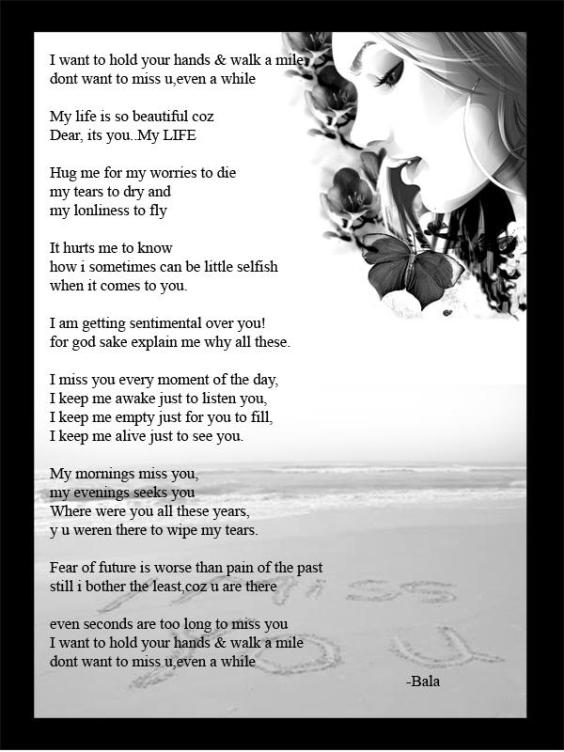 I want to hold your hands & walk a mile,
dont want to miss u,even a while
My life is so beautiful coz
Dear, its you..My LIFE
Hug me for my worries to die
my tears to dry and
my lonliness to fly
It hurts me to know
how i sometimes can be little selfish
when it comes to you.
I am getting sentimental over you!
for god sake explain me why all these.
I miss you every moment of the day,
I keep me awake just to listen you,
I keep me empty just for you to fill,
I keep me alive just to see you.
My mornings miss you,
my evenings seeks you
Where were you all these years,
y u weren there to wipe my tears.
Fear of future is worse than pain of the past
still i bother the least,coz u are there
even seconds are too long to miss you
I want to hold your hands & walk a mile
dont want to miss u,even a while
-Bala
I MISS
YOU